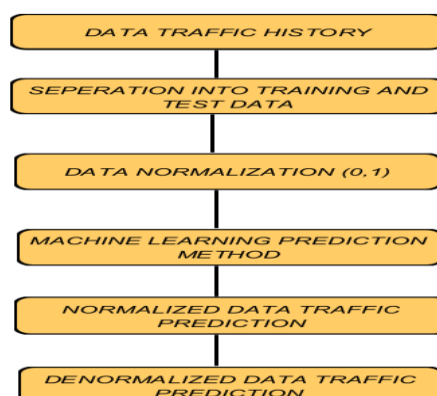 DATA TRAFFIC HISTORY
SEPERATION INTO TRAINING AND
TEST DATA
DATA NORMALIZATION (0,1)
MACHINE LEARNING PREDICTION
METHOD
NORMALIZED DATA TRAFFIC
PREDICTION
DENORMALIZED DATA TRAFFIC
PREDICTION